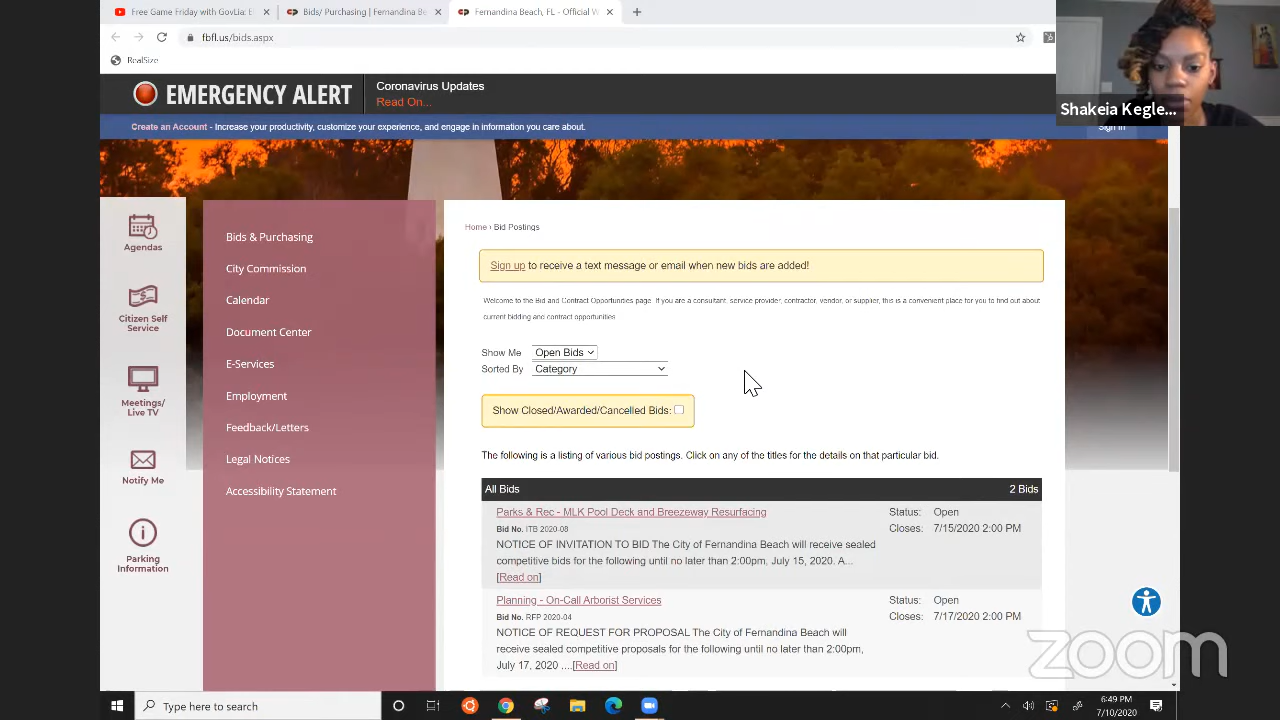 Free Game Friday with GovLia: E
Bids/ Purchasing | Fernandina Be
Fernandina Beach, FL - Official W
fbfl.us/bids.aspx
RealSize
EMERGENCY ALERT
Coronavirus Updates
Read On...
Shakeia Kegle...
Create an Account - Increase your productivity, customize your experience, and engage in information you care about.
Sign In
Agendas
Citizen Self
Service
Meetings/
Live TV
Notify Me
Parking
Information
Bids & Purchasing
City Commission
Calendar
Document Center
E-Services
Employment
Feedback/Letters
Legal Notices
Accessibility Statement
Home › Bid Postings
Sign up to receive a text message or email when new bids are added!
Welcome to the Bid and Contract Opportunities page. If you are a consultant, service provider, contractor, vendor, or supplier, this is a convenient place for you to find out about
current bidding and contract opportunities.
Show Me Open Bids
Sorted By Category
Show Closed/Awarded/Cancelled Bids:
The following is a listing of various bid postings. Click on any of the titles for the details on that particular bid.
All Bids 2 Bids
Parks & Rec - MLK Pool Deck and Breezeway Resurfacing Status: Open
Bid No. ITB 2020-08 Closes: 7/15/2020 2:00 PM
NOTICE OF INVITATION TO BID The City of Fernandina Beach will receive sealed
competitive bids for the following until no later than 2:00pm, July 15, 2020. A...
[Read on]
Planning - On-Call Arborist Services Status: Open
Bid No. RFP 2020-04 Closes: 7/17/2020 2:00 PM
NOTICE OF REQUEST FOR PROPOSAL The City of Fernandina Beach will
receive sealed competitive proposals for the following until no later than 2:00pm,
July 17, 2020 ....[Read on]
zoom
Type here to search
6:49 PM
7/10/2020